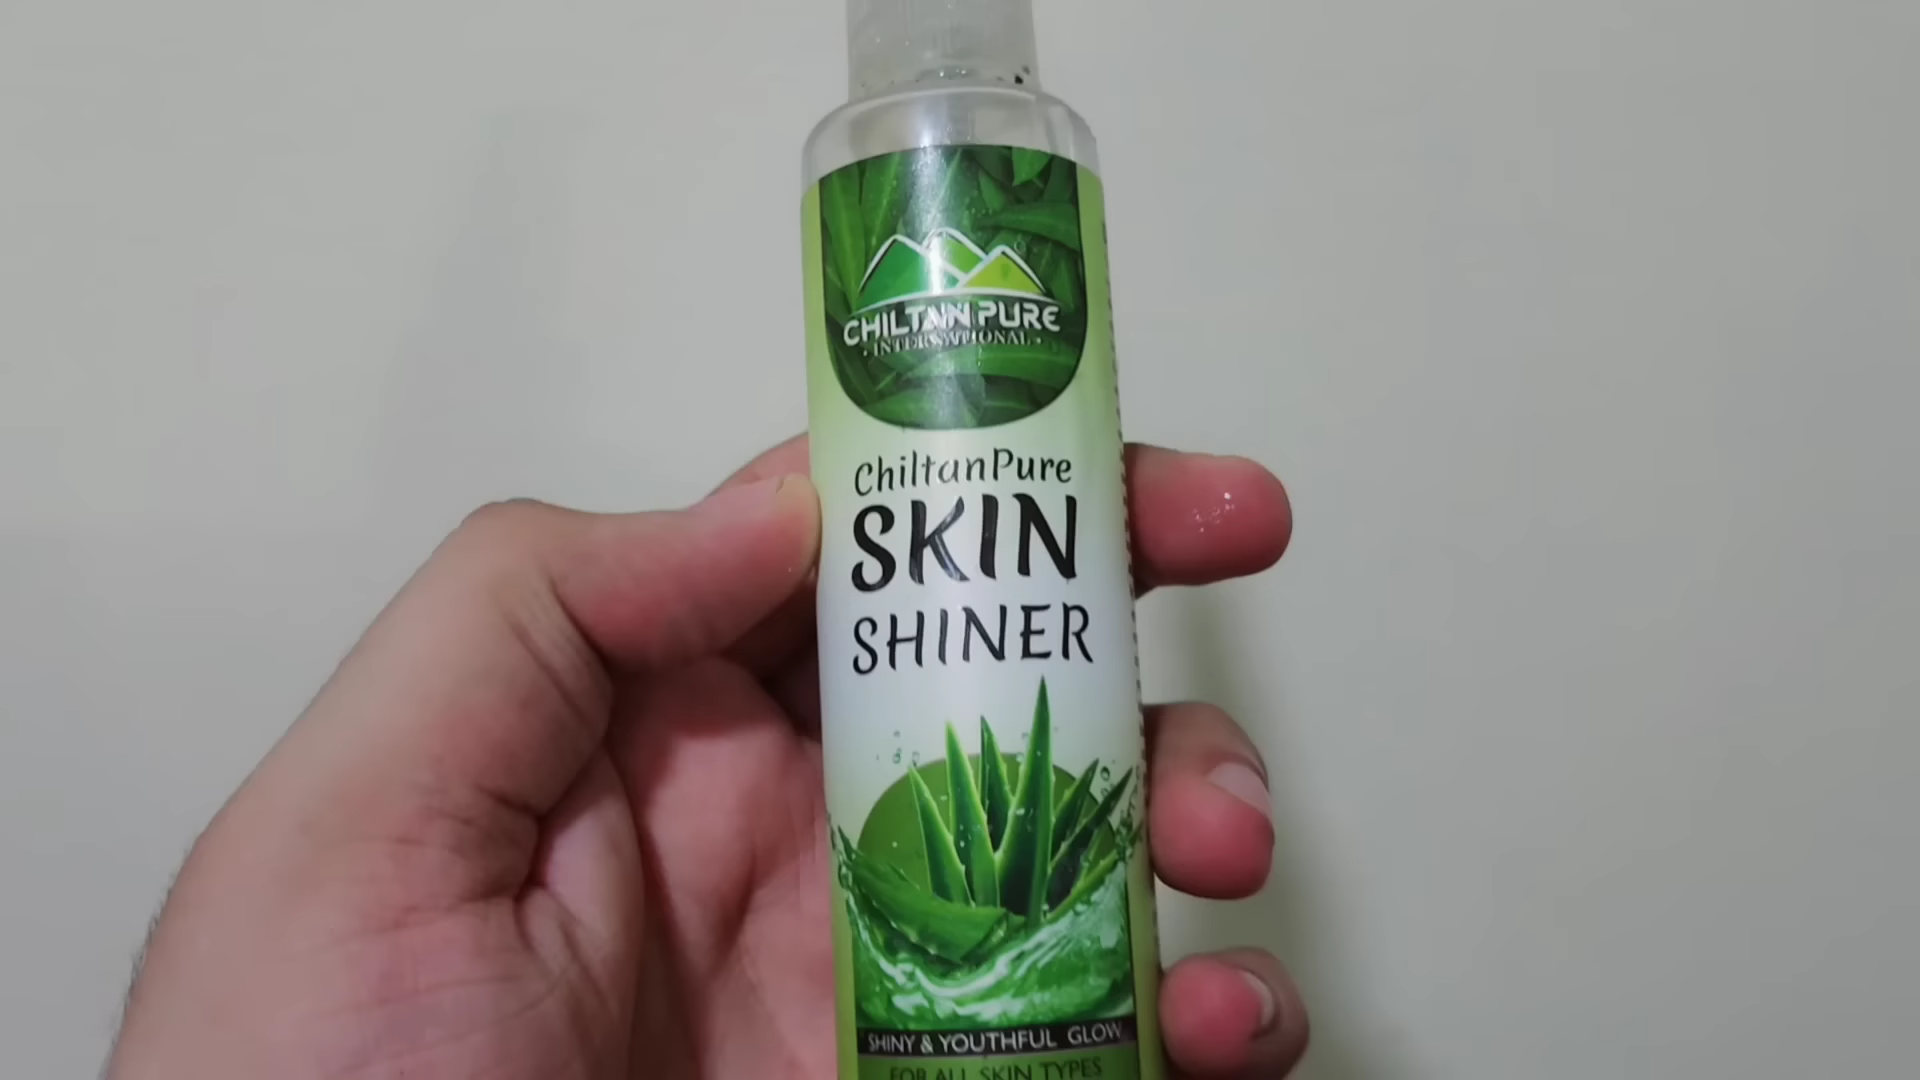 CHILTAN PURE
• INTERNATIONAL •
ChiltanPure
SKIN
SHINER
SHINY & YOUTHFUL GLOW
FOR ALL SKIN TYPES